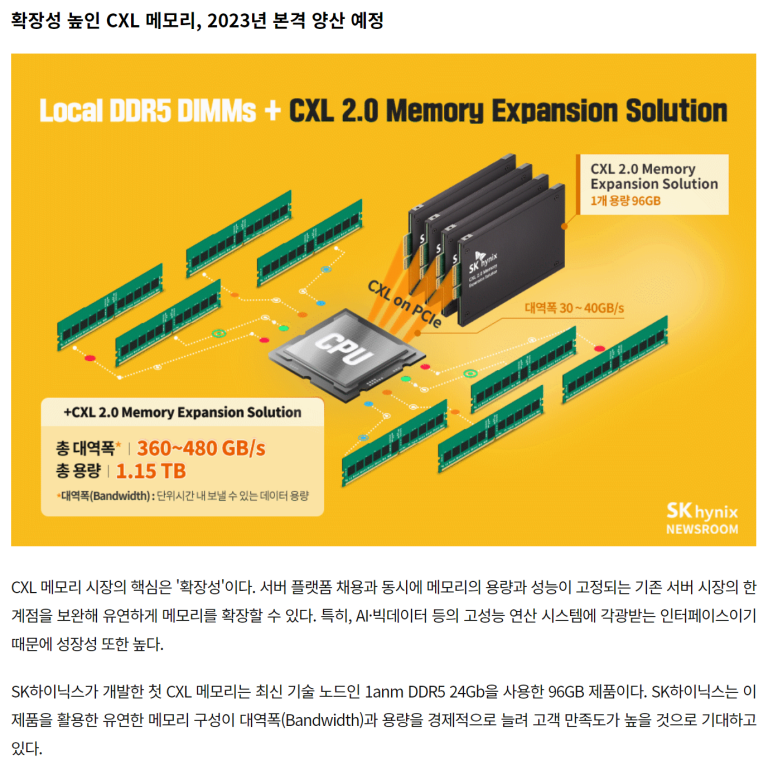 확장성 높인 CXL 메모리, 2023년 본격 양산 예정
Local DDR5 DIMMs + CXL 2.0 Memory Expansion Solution
CXL 2.0 Memory
Expansion Solution
1개 용량 96GB
SK hynix
CXL 2.0 Memory
Expansion Solution
CXL on PCIe
대역폭 30 ~ 40GB/s
CPU
+CXL 2.0 Memory Expansion Solution
총 대역폭* | 360~480 GB/s
총 용량 | 1.15 TB
*대역폭(Bandwidth) : 단위시간 내 보낼 수 있는 데이터 용량
SK hynix
NEWSROOM
CXL 메모리 시장의 핵심은 '확장성'이다. 서버 플랫폼 채용과 동시에 메모리의 용량과 성능이 고정되는 기존 서버 시장의 한
계점을 보완해 유연하게 메모리를 확장할 수 있다. 특히, AI·빅데이터 등의 고성능 연산 시스템에 각광받는 인터페이스이기
때문에 성장성 또한 높다.
SK하이닉스가 개발한 첫 CXL 메모리는 최신 기술 노드인 1anm DDR5 24Gb을 사용한 96GB 제품이다. SK하이닉스는 이
제품을 활용한 유연한 메모리 구성이 대역폭(Bandwidth)과 용량을 경제적으로 늘려 고객 만족도가 높을 것으로 기대하고
있다.